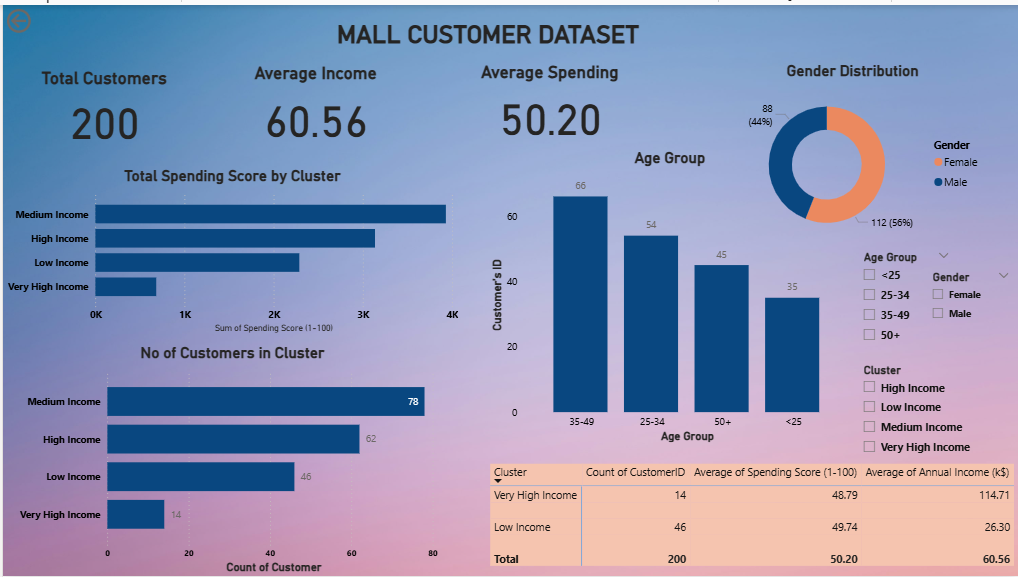 MALL CUSTOMER DATASET
Total Customers
200
Average Income
60.56
Average Spending
50.20
Gender Distribution
88
(44%)
112 (56%)
Gender
Female
Male
Total Spending Score by Cluster
Medium Income
High Income
Low Income
Very High Income
0K 1K 2K 3K 4K
Sum of Spending Score (1-100)
No of Customers in Cluster
Medium Income 78
High Income 62
Low Income 46
Very High Income 14
0 20 40 60 80
Count of Customer
Age Group
Customer's ID
60
40
20
0
66 54 45 35
35-49 25-34 50+ <25
Age Group
Age Group
<25
25-34
35-49
50+
Gender
Female
Male
Cluster
High Income
Low Income
Medium Income
Very High Income
Cluster Count of CustomerID Average of Spending Score (1-100) Average of Annual Income (k$)
Very High Income 14 48.79 114.71
Low Income 46 49.74 26.30
Total 200 50.20 60.56